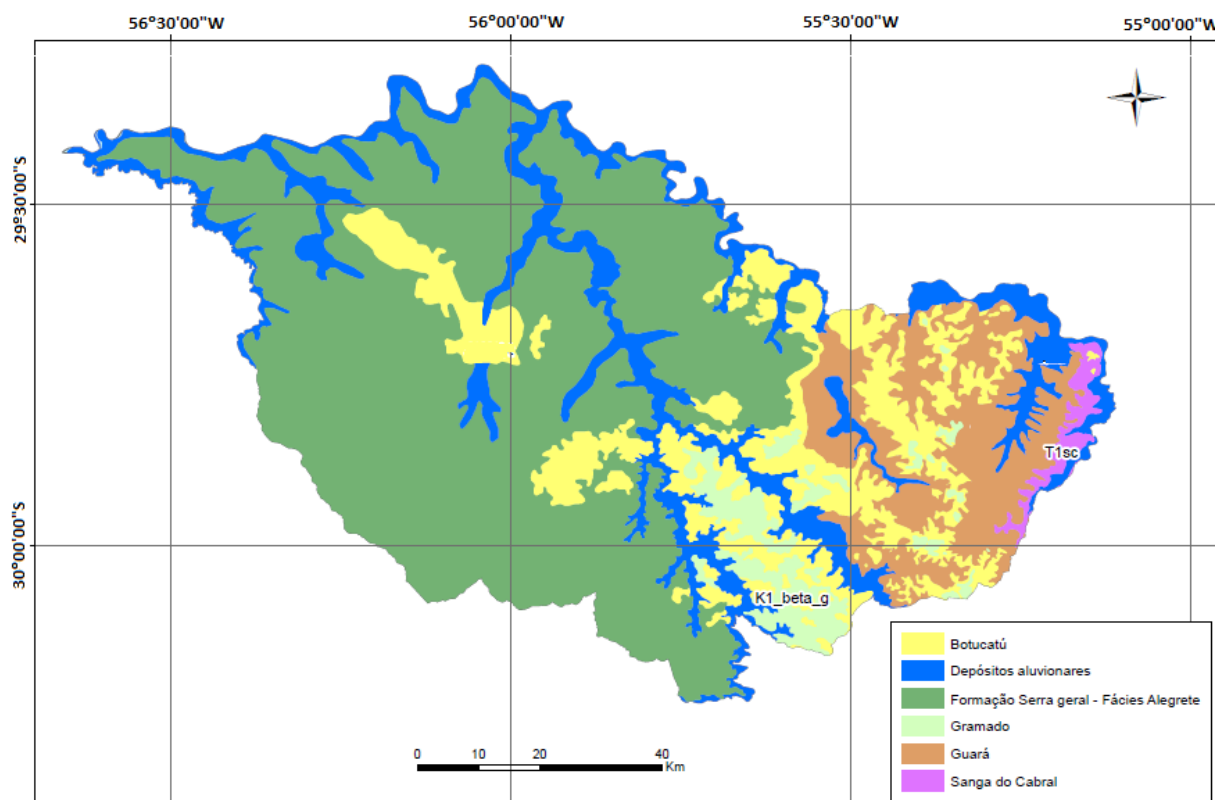 56°30'00"W
56°00'00"W
55°30'00"W
55°00'00"W
29°30'00"S
30°00'00"S
T1sc
K1_beta_g
0 10 20 40
Km
Botucatú
Depósitos aluvionares
Formação Serra geral - Fácies Alegrete
Gramado
Guará
Sanga do Cabral